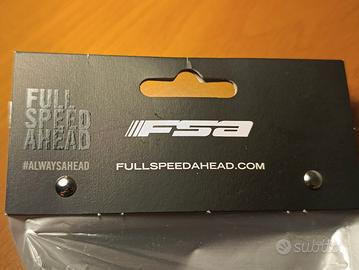 FULL
SPEED
AHEAD
#ALWAYSAHEAD
FSA
FULLSPEEDAHEAD.COM
subito